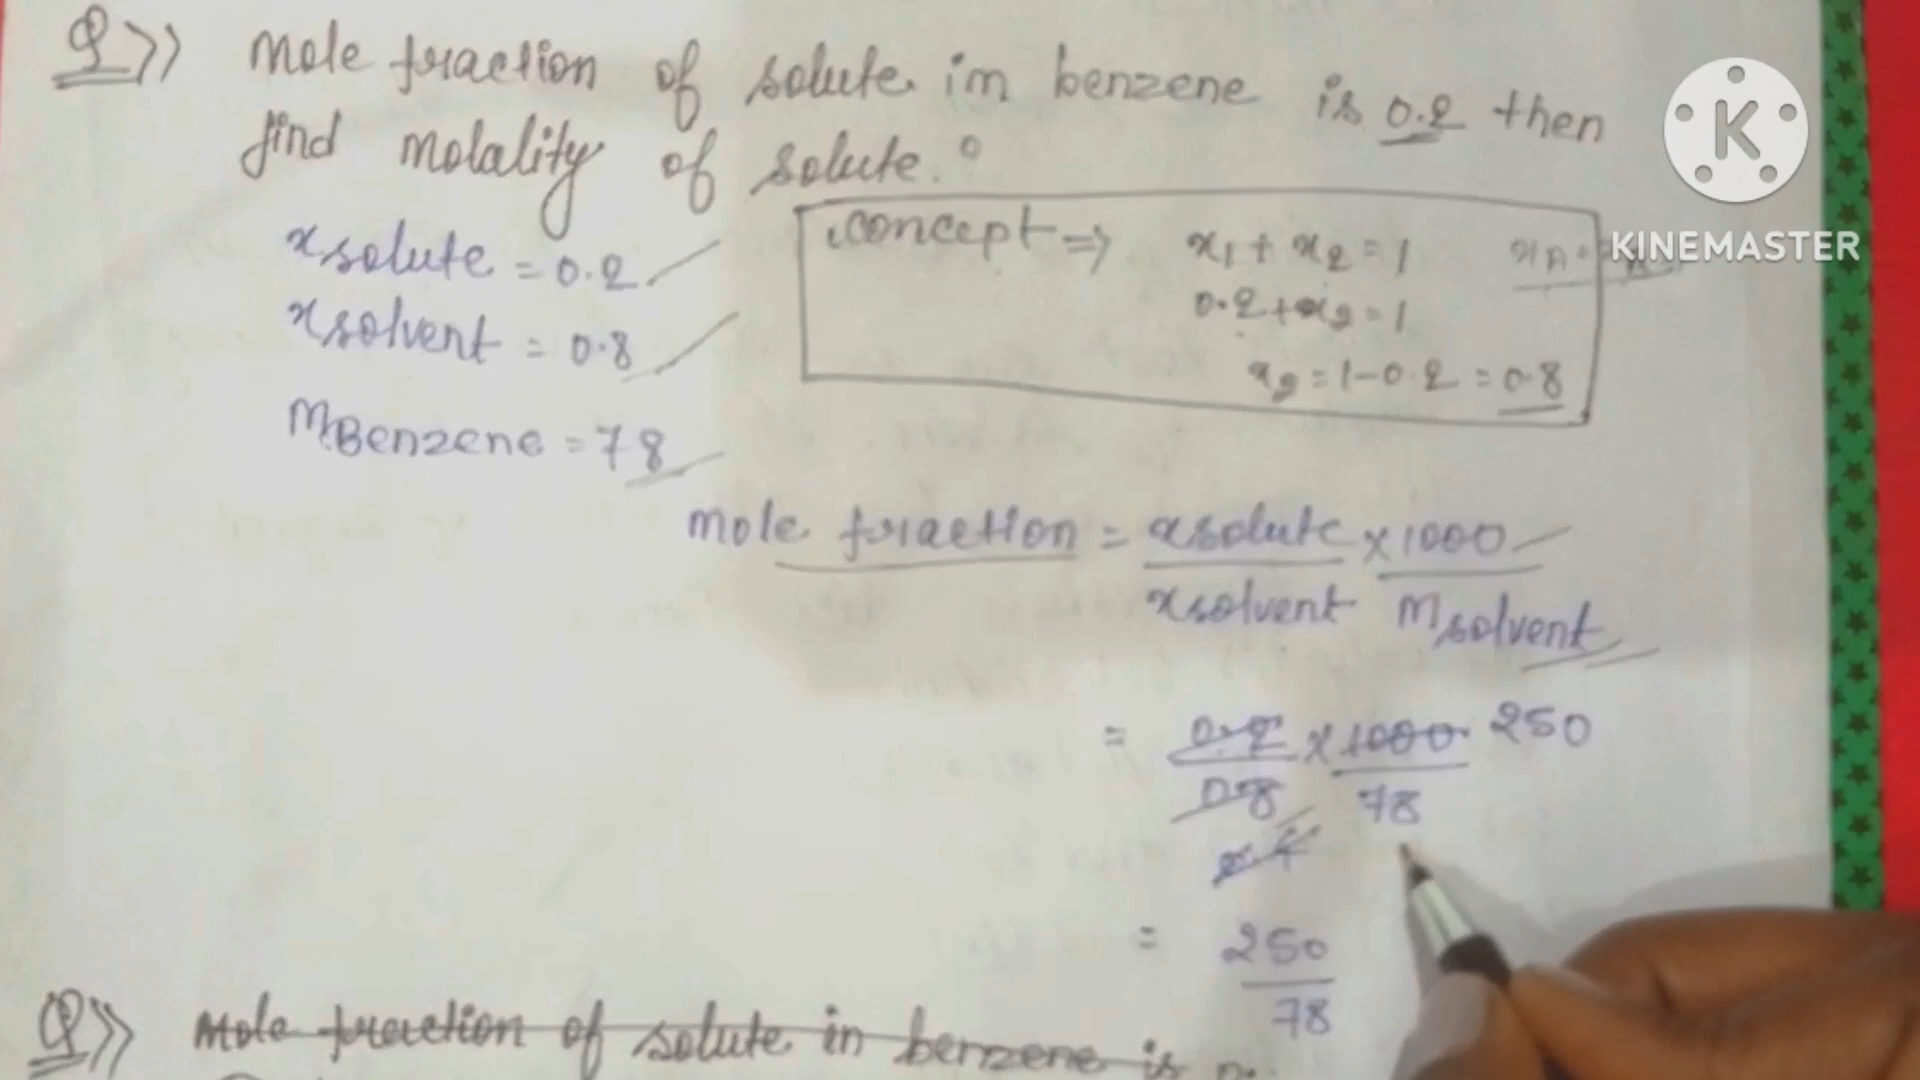 Q>> Mole fraction of solute in benzene is 0.2 then
find molality of solute.?
x solute = 0.2
x solvent = 0.8
M Benzene = 78
concept ⇒ x1 + x2 = 1
0.2 + x2 = 1
x2 = 1 - 0.2 = 0.8
KINEMASTER
mole fraction = x solute / x solvent × 1000 / M solvent
= 0.2 / 0.8 × 1000 / 78 250
= 250 / 78
Q>> Mole fraction of solute in benzene is